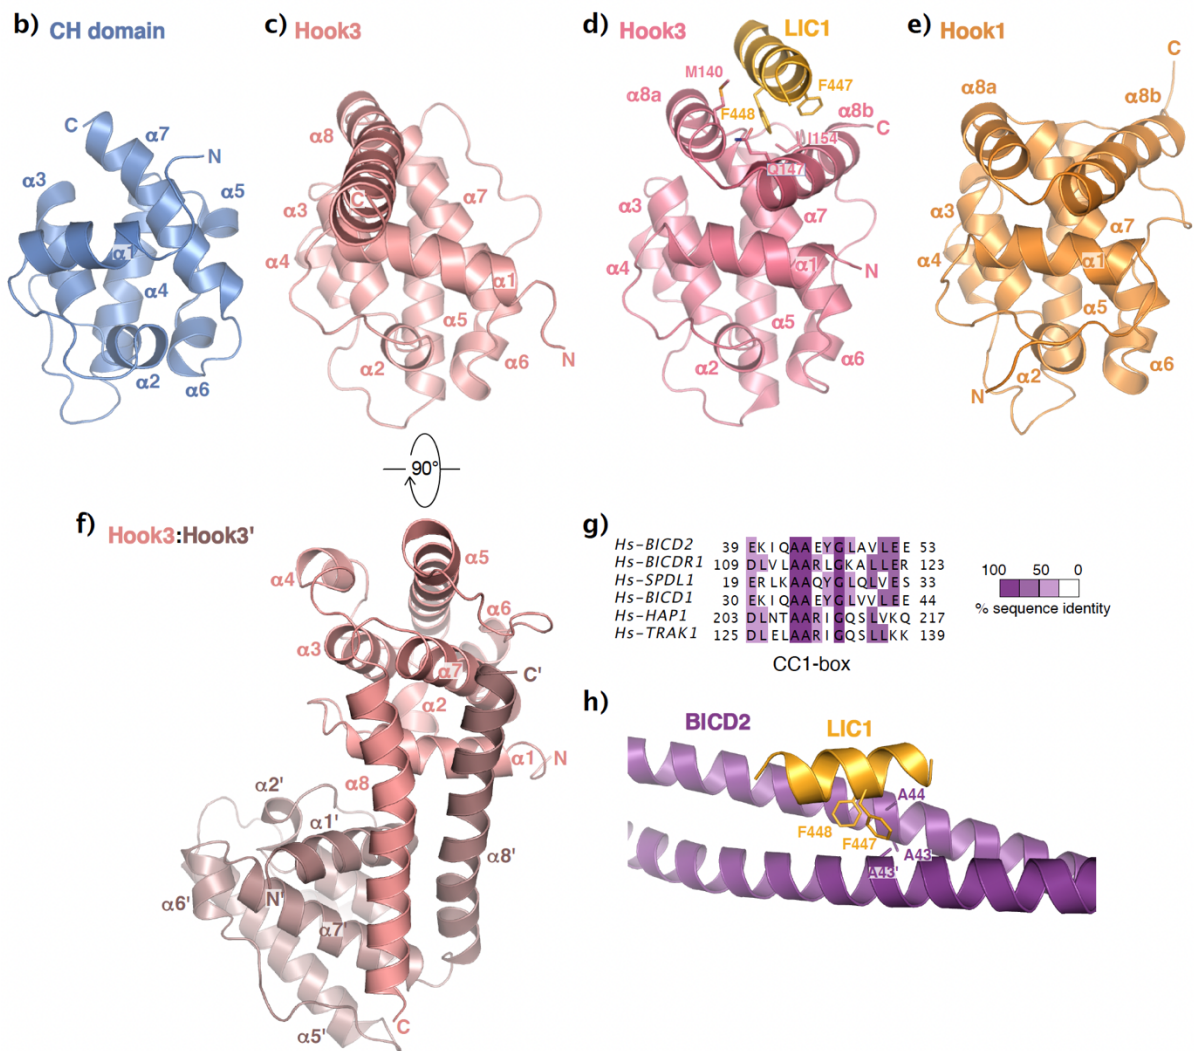 b) CH domain
C
α7
N
α3
α5
α1
α4
α2
α6
c) Hook3
α8
C
α3
α7
α4
α1
α5
α2
α6
N
d) Hook3
LIC1
M140
F447
α8a
F448
α8b
C
I154
Q147
α3
α7
α4
α1
N
α5
α2
α6
e) Hook1
C
α8a
α8b
α3
α7
α4
α1
α5
N
α2
α6
90°
f) Hook3:Hook3'
α5
α4
α6
α3
α7
C'
α2
α1
N
α8
α2'
α1'
α8'
α6'
N'
α7'
C
α5'
g)
Hs-BICD2 39 EKIQAAEYGLAVLEE 53
Hs-BICDR1 109 DLVLAARLGKALLER 123
Hs-SPDL1 19 ERLKAAQYGLQLVES 33
Hs-BICD1 30 EKIQAAEYGLVVLEE 44
Hs-HAP1 203 DLNTAARIGQSLVKQ 217
Hs-TRAK1 125 DLELAARIGQSLLKK 139
CC1-box
100 50 0
% sequence identity
h)
BICD2
LIC1
A44
F448
F447
A43
A43'